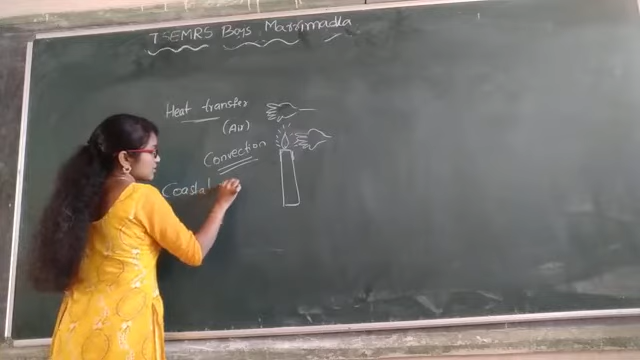 TSEMRS Boys, Marrimadla
Heat transfer
(Air)
Convection
Coastal